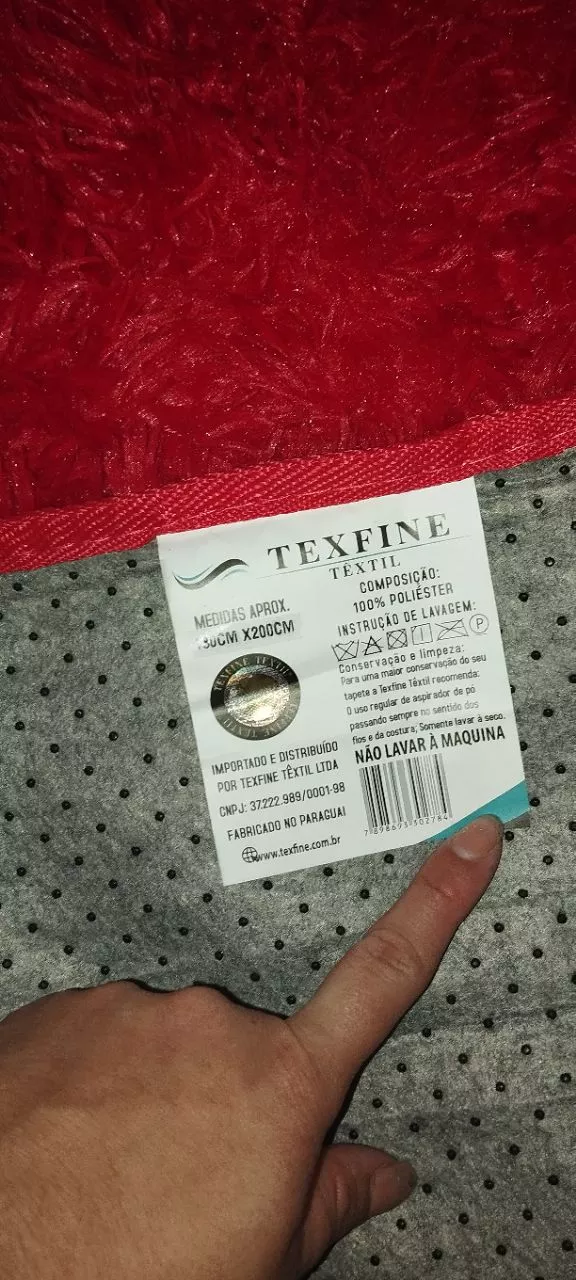 TEXFINE
TÊXTIL
MEDIDAS APROX.
X200CM
TEXFINE TÊXTIL
IMPORTADO E DISTRIBUÍDO
POR TEXFINE TÊXTIL LTDA
CNPJ: 37.222.989/0001-98
FABRICADO NO PARAGUAI
www.texfine.com.br
COMPOSIÇÃO:
100% POLIÉSTER
INSTRUÇÃO DE LAVAGEM:
P
Conservação e limpeza:
Para uma maior conservação do seu
tapete a Texfine Têxtil recomenda:
O uso regular de aspirador de pó
passando sempre no sentido dos
fios e da costura; Somente lavar à seco.
NÃO LAVAR À MAQUINA